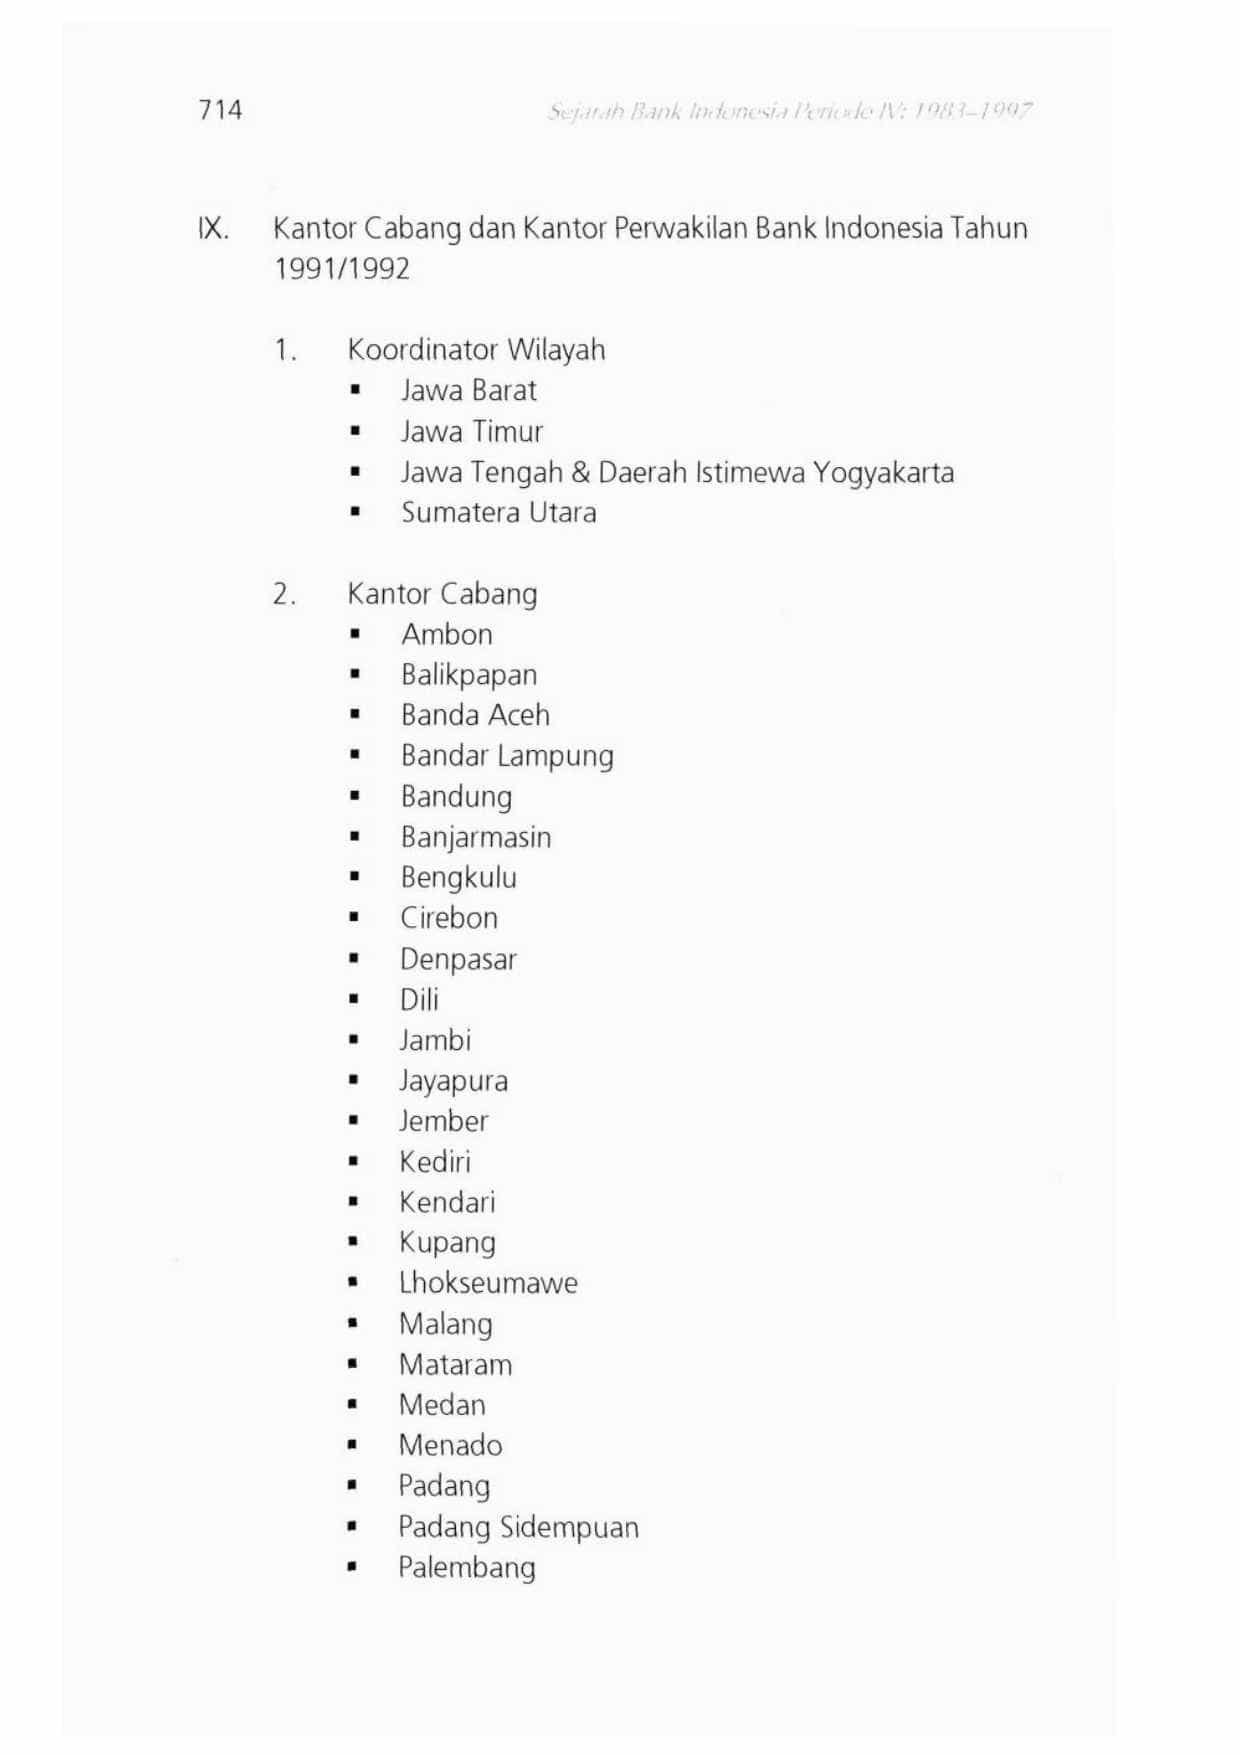 714
Sejarah Bank Indonesia Periode IV: 1983–1997
IX. Kantor Cabang dan Kantor Perwakilan Bank Indonesia Tahun
1991/1992
1. Koordinator Wilayah
▪ Jawa Barat
▪ Jawa Timur
▪ Jawa Tengah & Daerah Istimewa Yogyakarta
▪ Sumatera Utara
2. Kantor Cabang
▪ Ambon
▪ Balikpapan
▪ Banda Aceh
▪ Bandar Lampung
▪ Bandung
▪ Banjarmasin
▪ Bengkulu
▪ Cirebon
▪ Denpasar
▪ Dili
▪ Jambi
▪ Jayapura
▪ Jember
▪ Kediri
▪ Kendari
▪ Kupang
▪ Lhokseumawe
▪ Malang
▪ Mataram
▪ Medan
▪ Menado
▪ Padang
▪ Padang Sidempuan
▪ Palembang